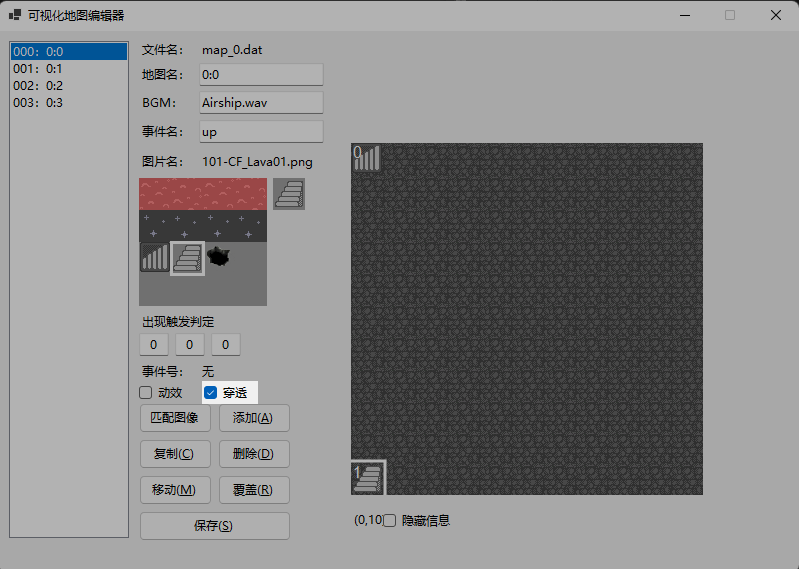 可视化地图编辑器
000：0:0
001：0:1
002：0:2
003：0:3
文件名： map_0.dat
地图名： 0:0
BGM： Airship.wav
事件名： up
图片名： 101-CF_Lava01.png
出现触发判定
0 0 0
事件号： 无
动效 穿透
匹配图像 添加(A)
复制(C) 删除(D)
移动(M) 覆盖(R)
保存(S)
0
1
(0,10 隐藏信息